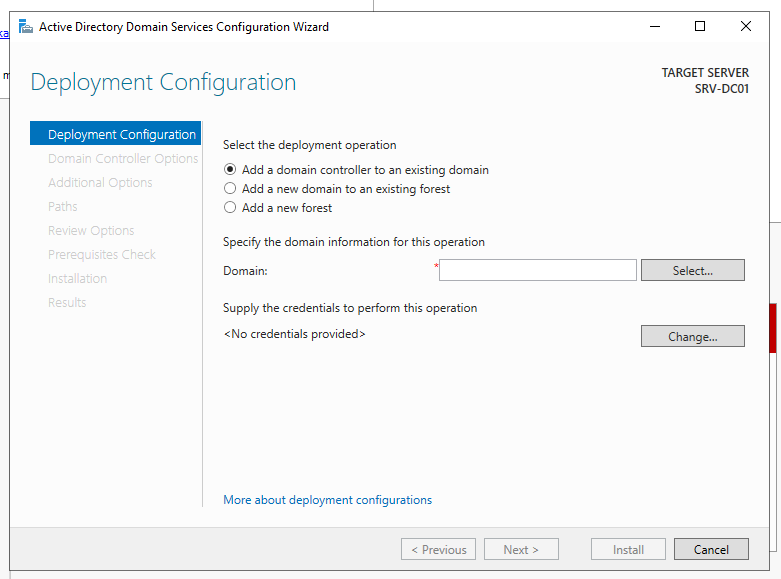 Active Directory Domain Services Configuration Wizard
Deployment Configuration
TARGET SERVER
SRV-DC01
Deployment Configuration
Domain Controller Options
Additional Options
Paths
Review Options
Prerequisites Check
Installation
Results
Select the deployment operation
Add a domain controller to an existing domain
Add a new domain to an existing forest
Add a new forest
Specify the domain information for this operation
Domain:
*
Select...
Supply the credentials to perform this operation
<No credentials provided>
Change...
More about deployment configurations
< Previous
Next >
Install
Cancel